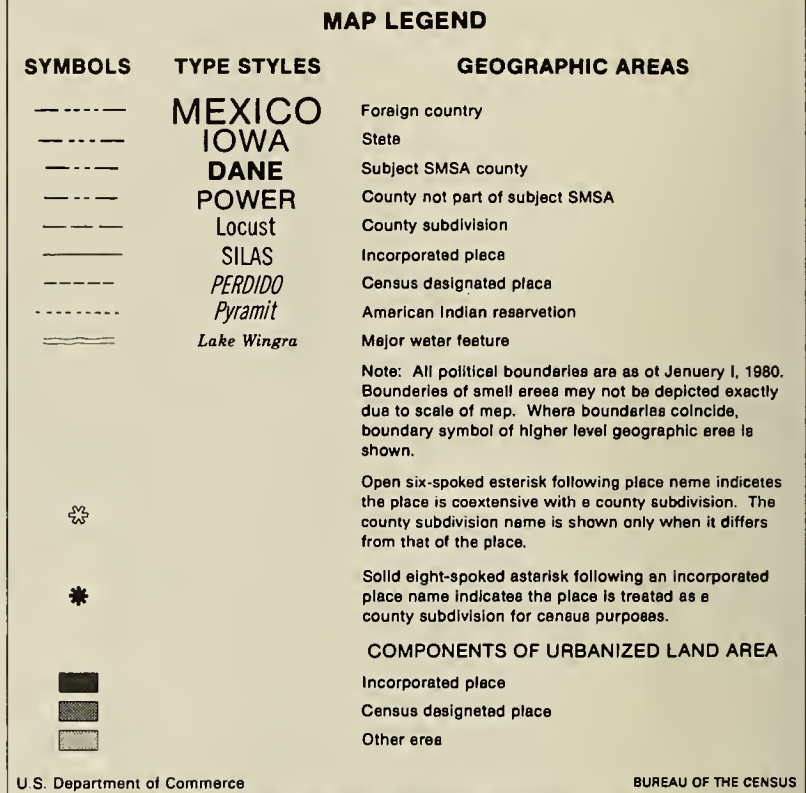 MAP LEGEND
SYMBOLS TYPE STYLES GEOGRAPHIC AREAS
MEXICO Foreign country
IOWA State
DANE Subject SMSA county
POWER County not part of subject SMSA
Locust County subdivision
SILAS Incorporated place
PERDIDO Census designated place
Pyramit American Indian reservation
Lake Wingra Major water feature
Note: All political boundaries are as of January 1, 1980.
Boundaries of small areas may not be depicted exactly
due to scale of map. Where boundaries coincide,
boundary symbol of higher level geographic area is
shown.
Open six-spoked asterisk following place name indicates
the place is coextensive with a county subdivision. The
county subdivision name is shown only when it differs
from that of the place.
Solid eight-spoked asterisk following an incorporated
place name indicates the place is treated as a
county subdivision for census purposes.
COMPONENTS OF URBANIZED LAND AREA
Incorporated place
Census designated place
Other area
U.S. Department of Commerce BUREAU OF THE CENSUS